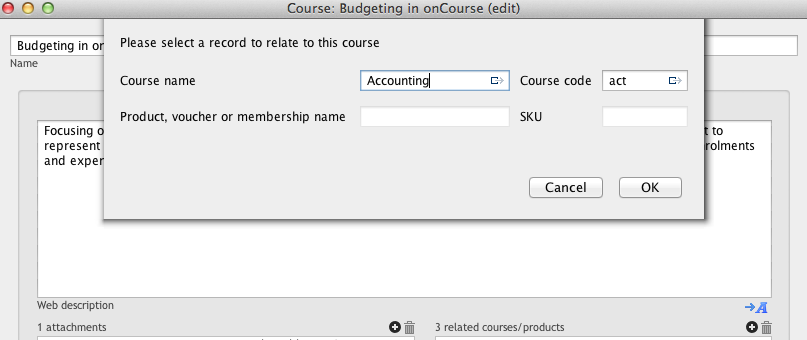 Course: Budgeting in onCourse (edit)
Please select a record to relate to this course
Budgeting in
Name
Course name Accounting Course code act
Product, voucher or membership name SKU
Focusing t to
represent rolments
and
Cancel OK
Web description
1 attachments 3 related courses/products